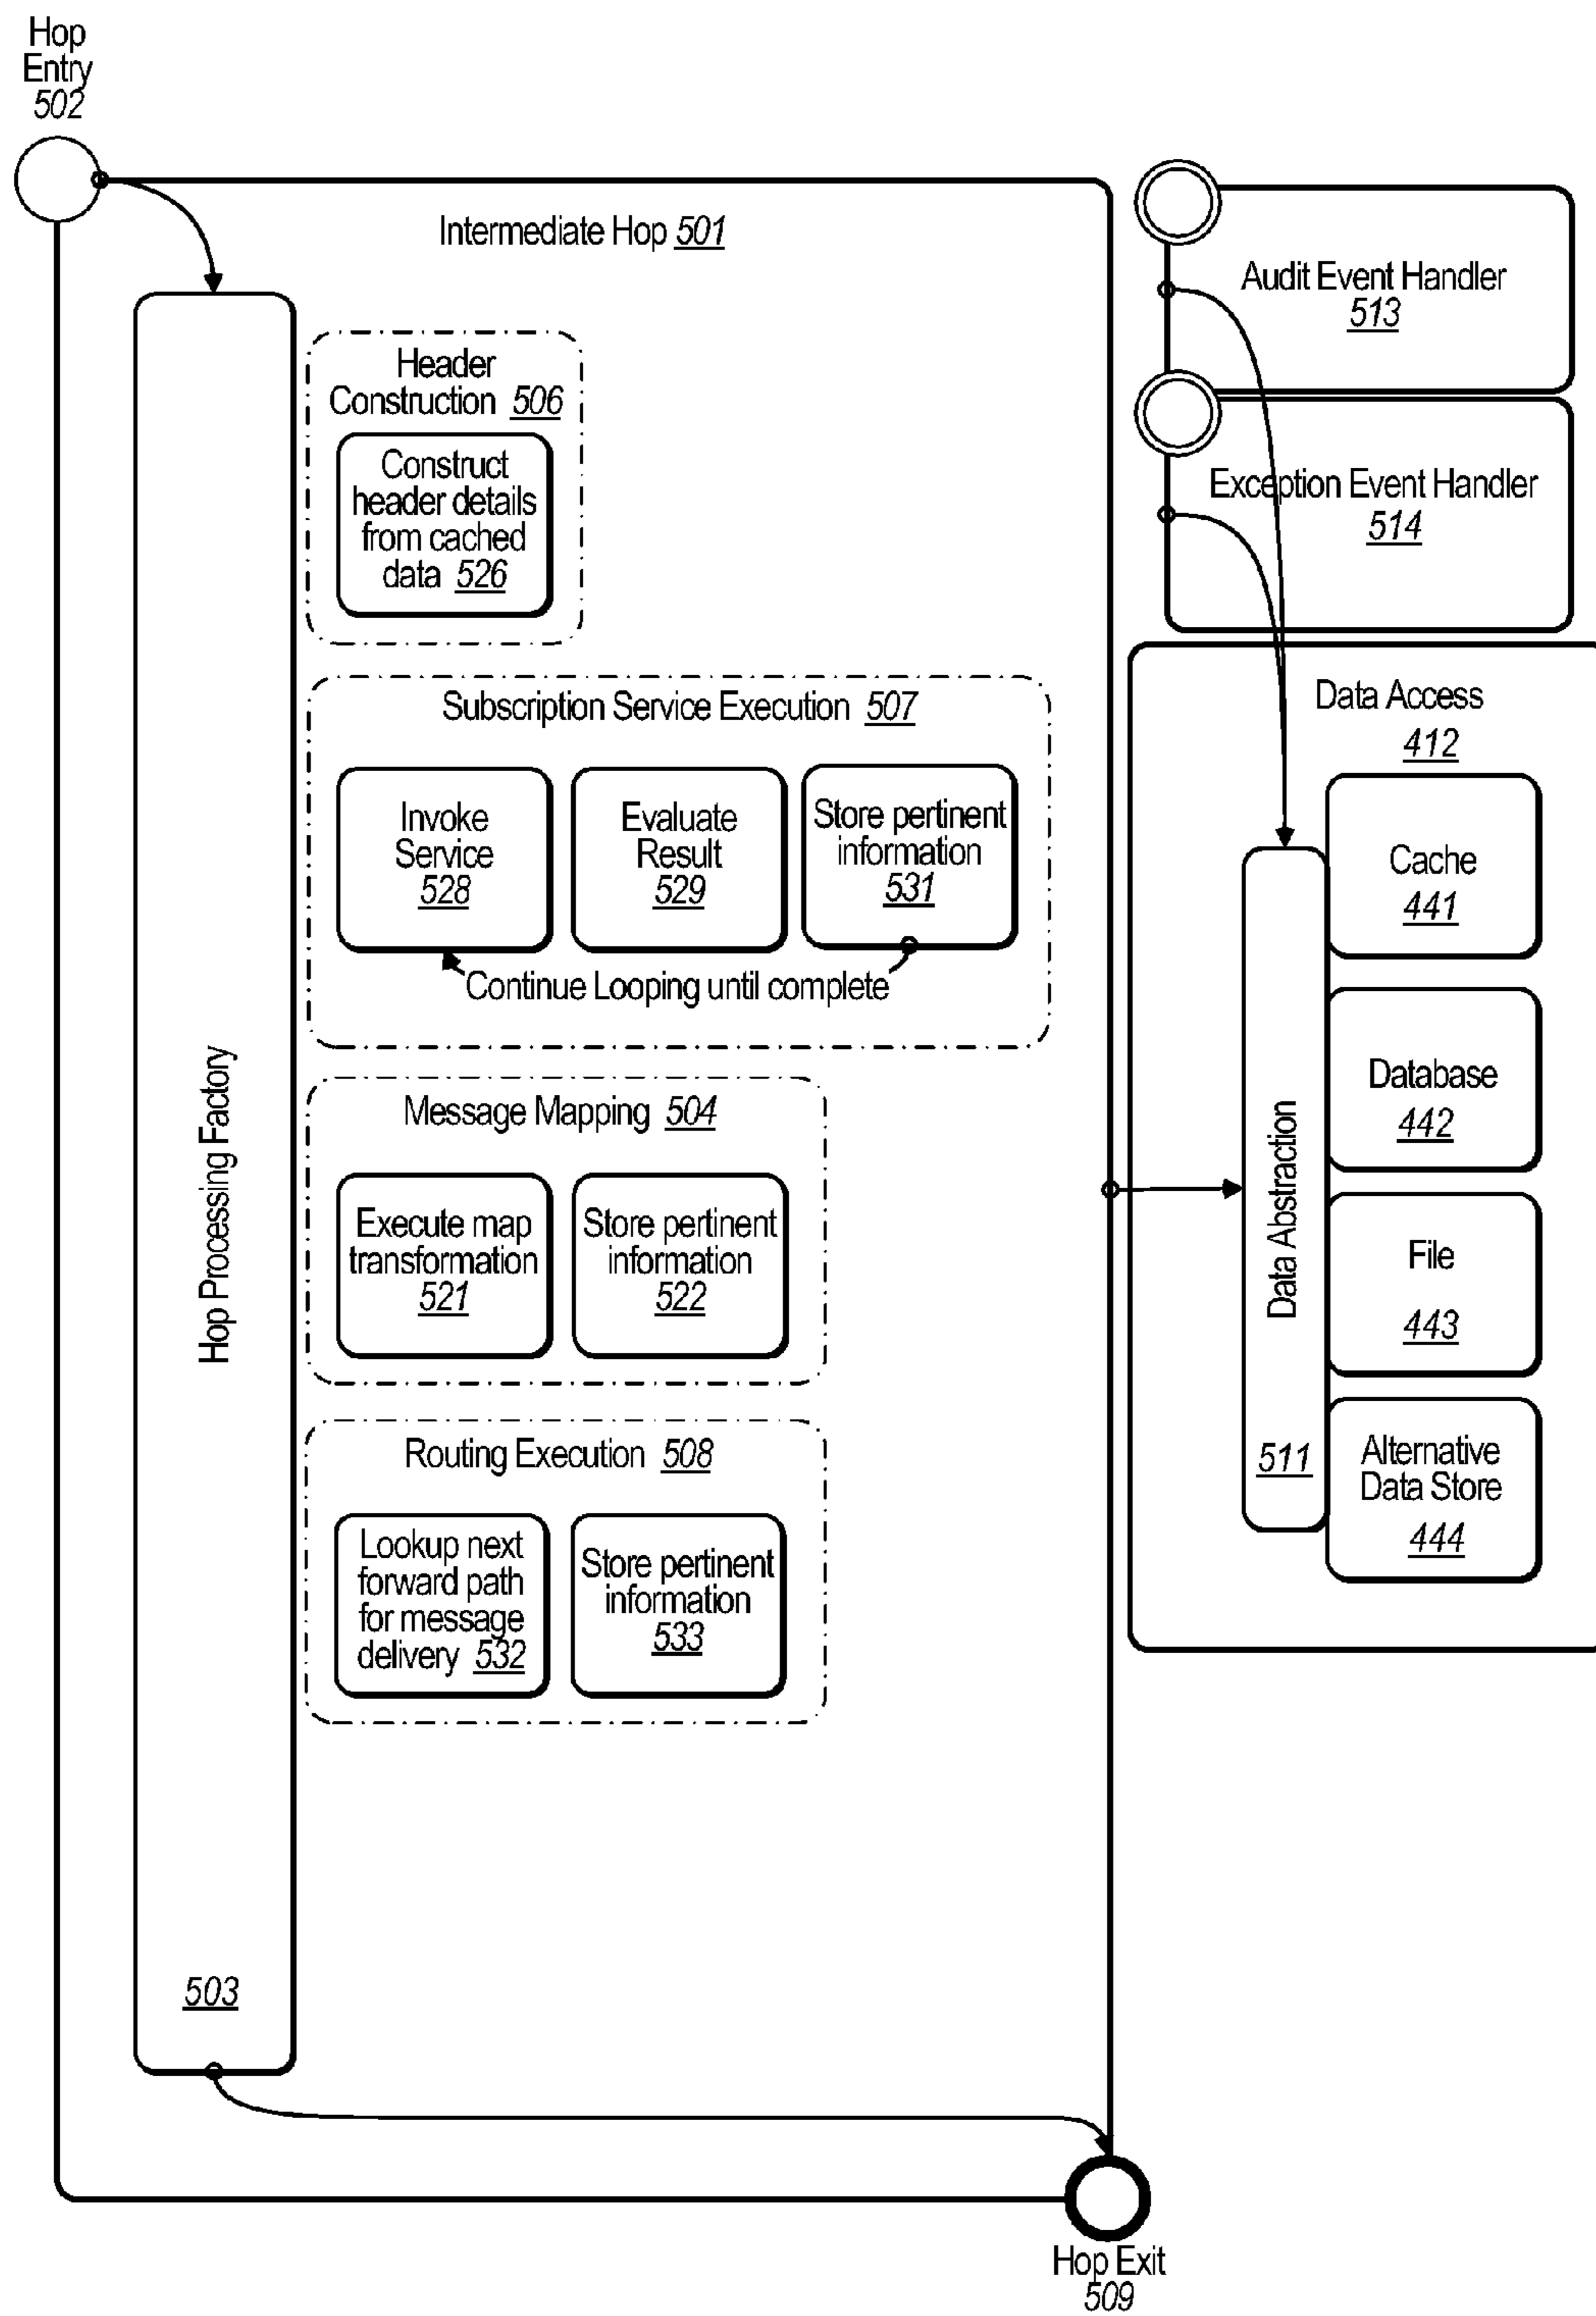 Hop
Entry
502
Intermediate Hop 501
Hop Processing Factory
503
Header
Construction 506
Construct
header details
from cached
data 526
Subscription Service Execution 507
Invoke
Service
528
Evaluate
Result
529
Store pertinent
information
531
Continue Looping until complete
Message Mapping 504
Execute map
transformation
521
Store pertinent
information
522
Routing Execution 508
Lookup next
forward path
for message
delivery 532
Store pertinent
information
533
Hop Exit
509
Audit Event Handler
513
Exception Event Handler
514
Data Access
412
Data Abstraction
511
Cache
441
Database
442
File
443
Alternative
Data Store
444